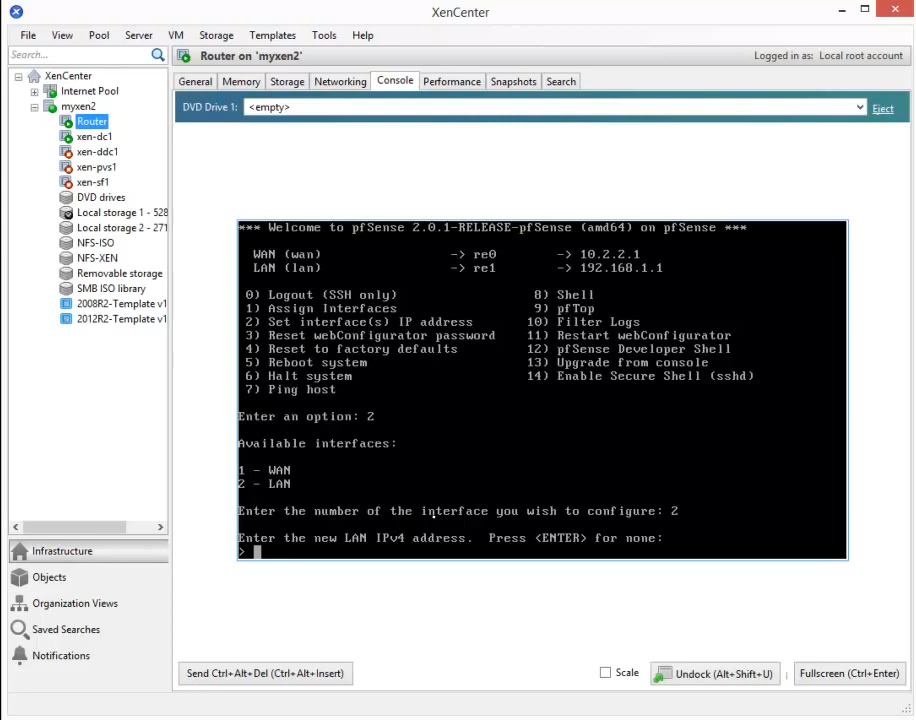 XenCenter
File View Pool Server VM Storage Templates Tools Help
Search...
Router on 'myxen2'
Logged in as: Local root account
XenCenter
Internet Pool
myxen2
Router
xen-dc1
xen-ddc1
xen-pvs1
xen-sf1
DVD drives
Local storage 1 - 528
Local storage 2 - 271
NFS-ISO
NFS-XEN
Removable storage
SMB ISO library
2008R2-Template v1
2012R2-Template v1
Infrastructure
Objects
Organization Views
Saved Searches
Notifications
General Memory Storage Networking Console Performance Snapshots Search
DVD Drive 1: <empty> Eject
*** Welcome to pfSense 2.0.1-RELEASE-pfSense (amd64) on pfSense ***
WAN (wan) -> re0 -> 10.2.2.1
LAN (lan) -> re1 -> 192.168.1.1
0) Logout (SSH only) 8) Shell
1) Assign Interfaces 9) pfTop
2) Set interface(s) IP address 10) Filter Logs
3) Reset webConfigurator password 11) Restart webConfigurator
4) Reset to factory defaults 12) pfSense Developer Shell
5) Reboot system 13) Upgrade from console
6) Halt system 14) Enable Secure Shell (sshd)
7) Ping host
Enter an option: 2
Available interfaces:
1 - WAN
2 - LAN
Enter the number of the interface you wish to configure: 2
Enter the new LAN IPv4 address. Press <ENTER> for none:
>
Send Ctrl+Alt+Del (Ctrl+Alt+Insert) Scale Undock (Alt+Shift+U) Fullscreen (Ctrl+Enter)